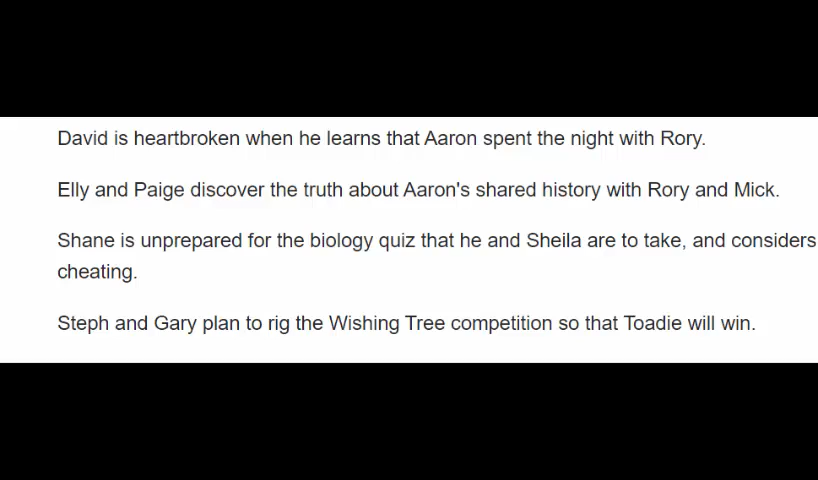 David is heartbroken when he learns that Aaron spent the night with Rory.
Elly and Paige discover the truth about Aaron's shared history with Rory and Mick.
Shane is unprepared for the biology quiz that he and Sheila are to take, and considers
cheating.
Steph and Gary plan to rig the Wishing Tree competition so that Toadie will win.